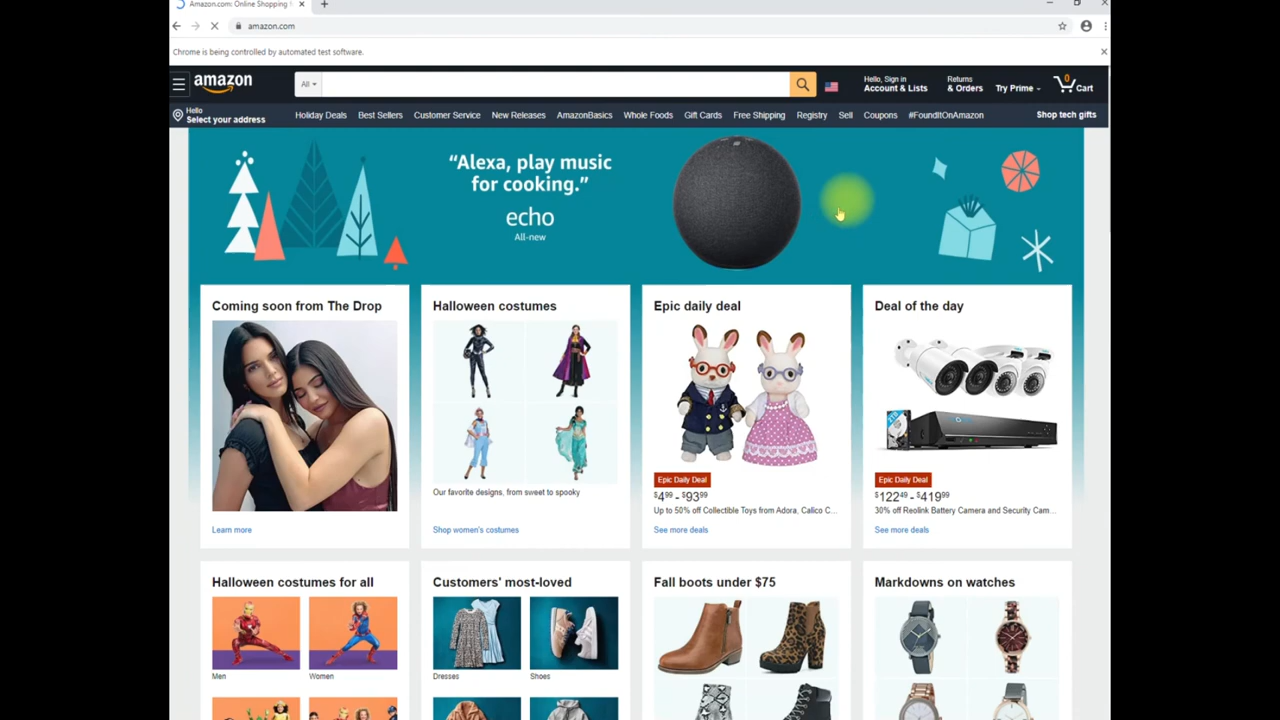 Amazon.com: Online Shopping
amazon.com
Chrome is being controlled by automated test software.
amazon
All
Hello, Sign in
Account & Lists
Returns
& Orders
Try Prime
0
Cart
Hello
Select your address
Holiday Deals
Best Sellers
Customer Service
New Releases
AmazonBasics
Whole Foods
Gift Cards
Free Shipping
Registry
Sell
Coupons
#FoundItOnAmazon
Shop tech gifts
“Alexa, play music
for cooking.”
echo
All-new
Coming soon from The Drop
Learn more
Halloween costumes
Our favorite designs, from sweet to spooky
Shop women's costumes
Epic daily deal
Epic Daily Deal
$4.99 - $93.99
Up to 50% off Collectible Toys from Adora, Calico C...
See more deals
Deal of the day
Epic Daily Deal
$122.49 - $419.99
30% off Reolink Battery Camera and Security Cam...
See more deals
Halloween costumes for all
Men
Women
Customers' most-loved
Dresses
Shoes
Fall boots under $75
Markdowns on watches